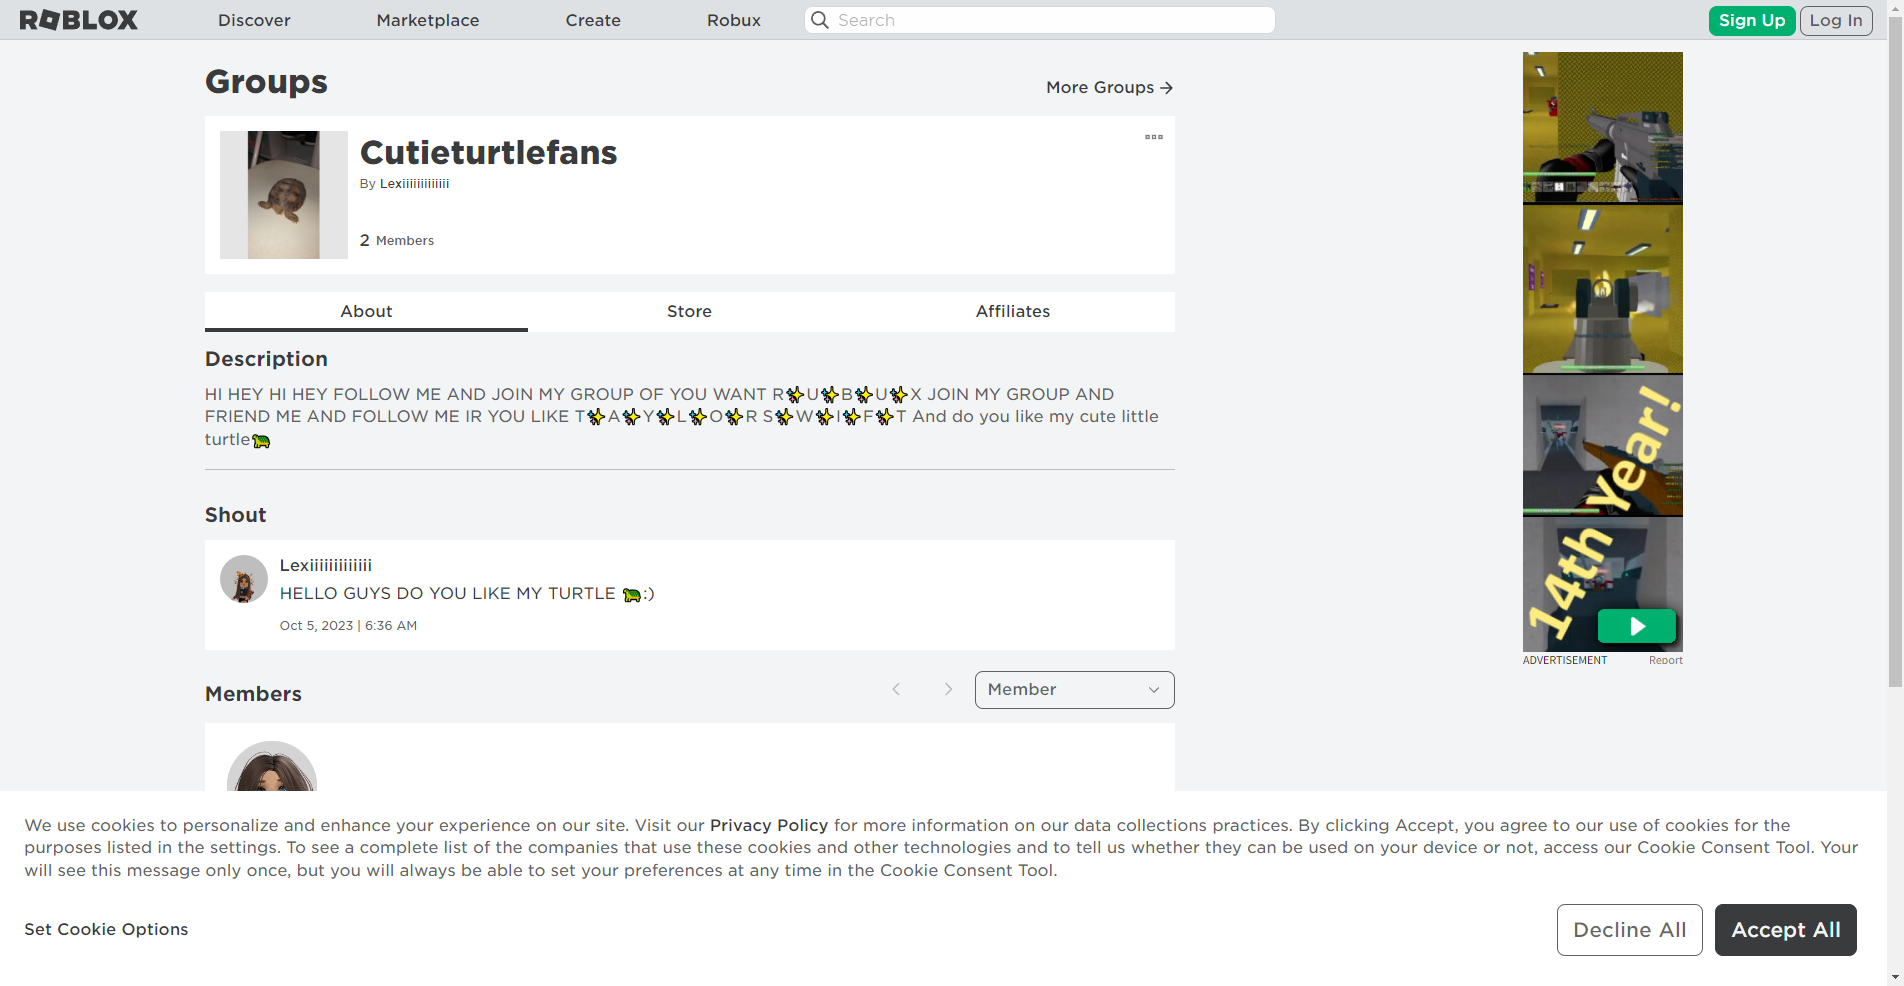 ROBLOX Discover Marketplace Create Robux Search Sign Up Log In
Groups
More Groups
Cutieturtlefans
By Lexiiiiiiiiiiiii
2 Members
About Store Affiliates
Description
HI HEY HI HEY FOLLOW ME AND JOIN MY GROUP OF YOU WANT R✨U✨B✨U✨X JOIN MY GROUP AND
FRIEND ME AND FOLLOW ME IR YOU LIKE T✨A✨Y✨L✨O✨R S✨W✨I✨F✨T And do you like my cute little
turtle🐢
Shout
Lexiiiiiiiiiiiii
HELLO GUYS DO YOU LIKE MY TURTLE 🐢:)
Oct 5, 2023 | 6:36 AM
Members
Member
14th Year!
ADVERTISEMENT Report
We use cookies to personalize and enhance your experience on our site. Visit our Privacy Policy for more information on our data collections practices. By clicking Accept, you agree to our use of cookies for the
purposes listed in the settings. To see a complete list of the companies that use these cookies and other technologies and to tell us whether they can be used on your device or not, access our Cookie Consent Tool. Your
will see this message only once, but you will always be able to set your preferences at any time in the Cookie Consent Tool.
Set Cookie Options
Decline All
Accept All